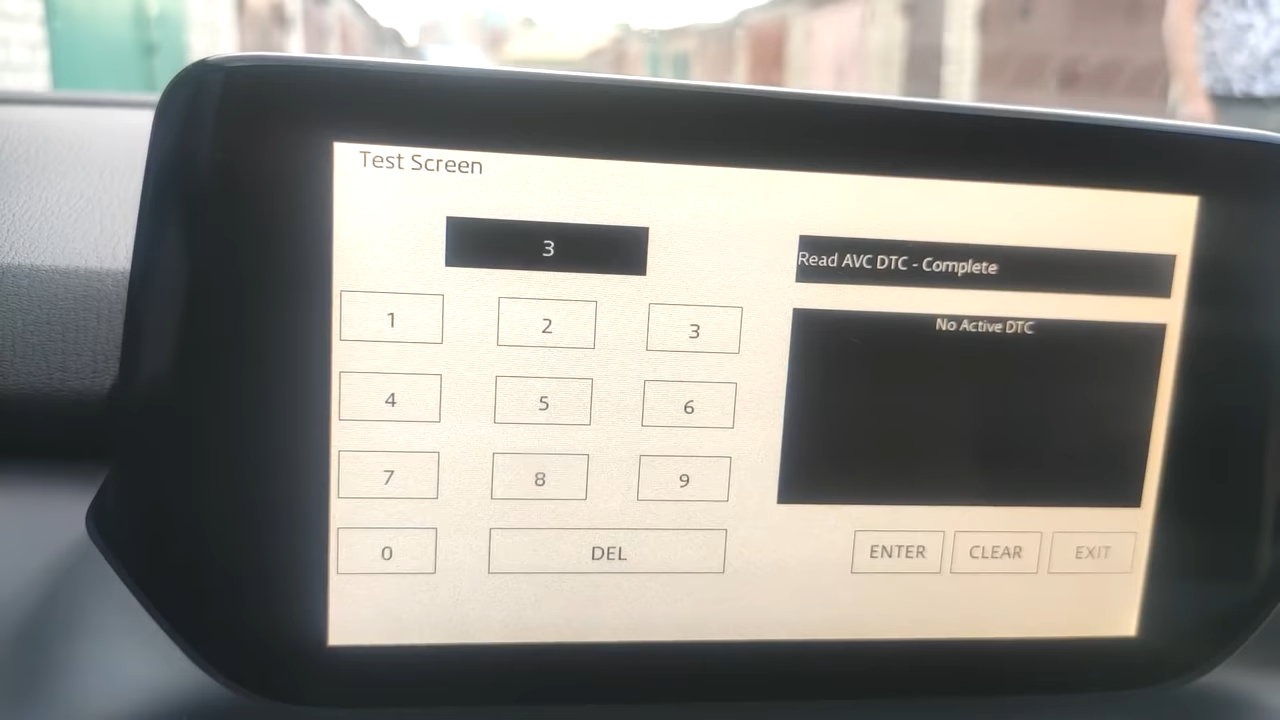 Test Screen
3
Read AVC DTC - Complete
No Active DTC
1 2 3
4 5 6
7 8 9
0 DEL
ENTER CLEAR EXIT